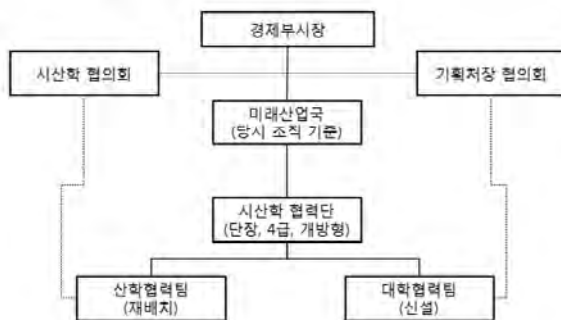 경제부시장
시산학 협의회
기획처장 협의회
미래산업국
(당시 조직 기준)
시산학 협력단
(단장, 4급, 개방형)
산학협력팀
(재배치)
대학협력팀
(신설)